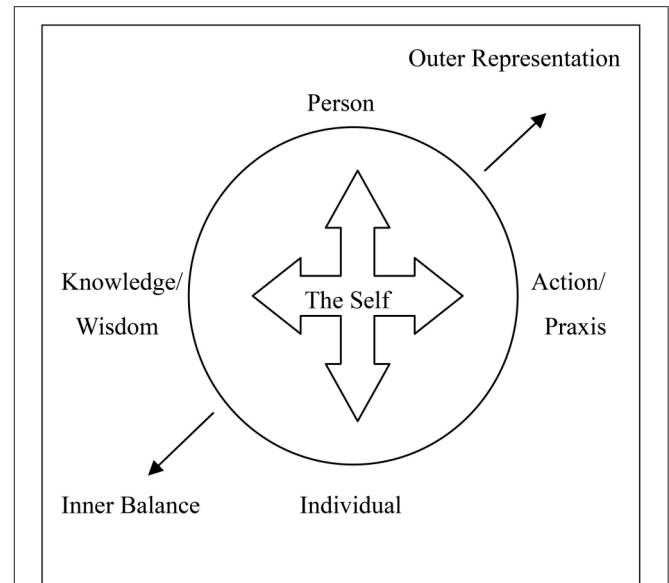 Outer Representation
Person
Knowledge/
Wisdom
The Self
Action/
Praxis
Inner Balance
Individual